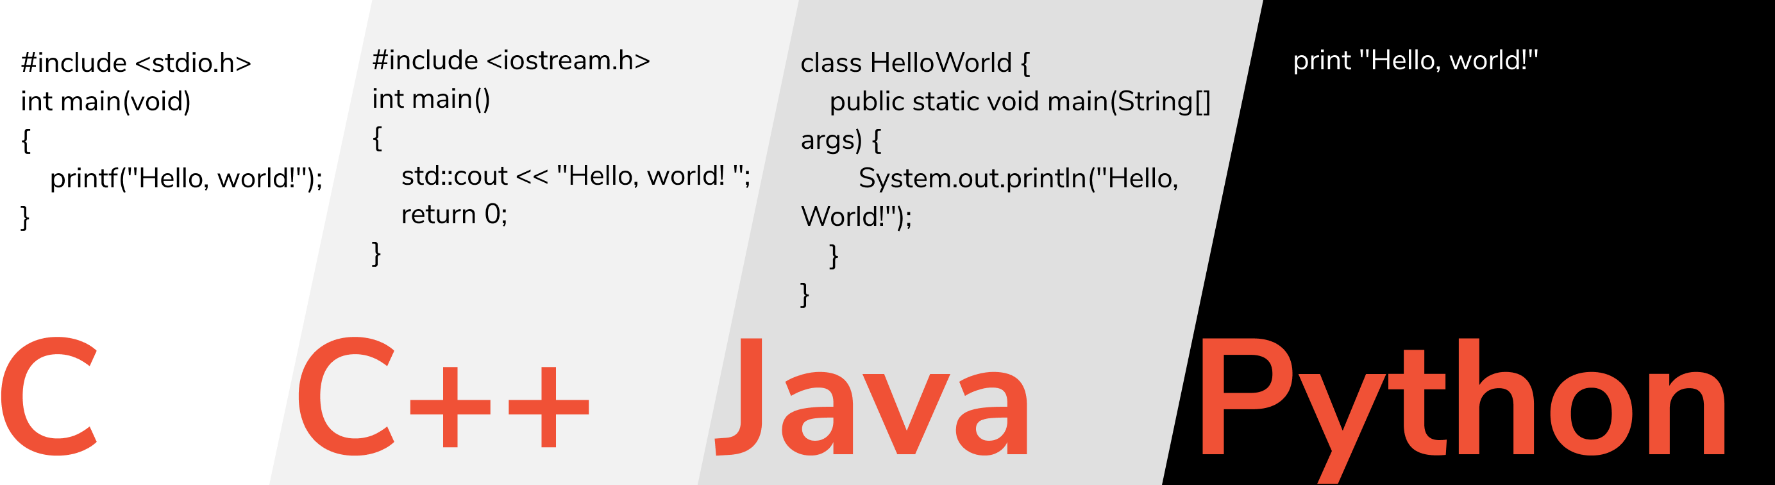 #include <stdio.h>
int main(void)
{
    printf("Hello, world!");
}
C
#include <iostream.h>
int main()
{
    std::cout << "Hello, world! ";
    return 0;
}
C++
class HelloWorld {
    public static void main(String[]
args) {
        System.out.println("Hello,
World!");
    }
}
Java
print "Hello, world!"
Python